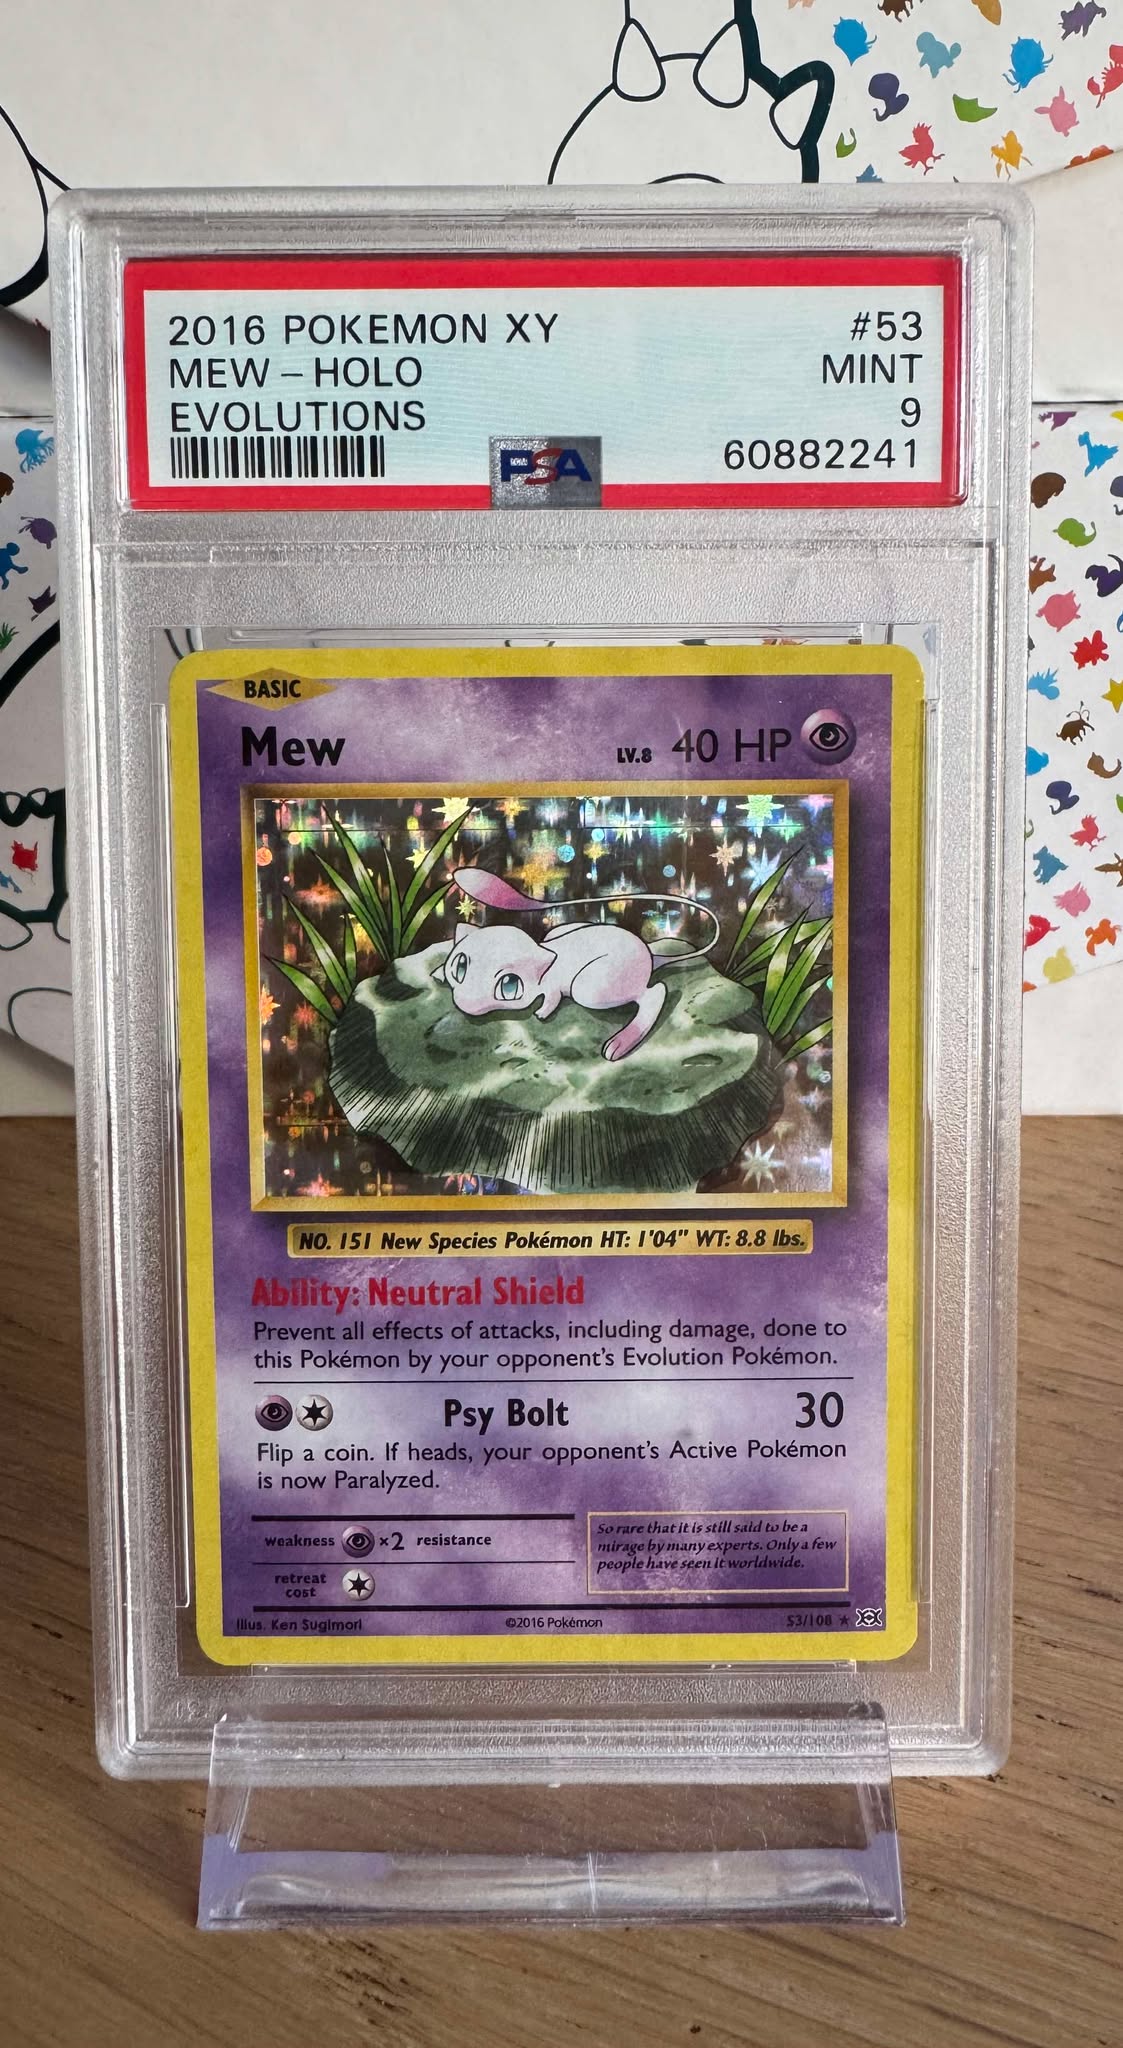 2016 POKEMON XY #53
MEW - HOLO MINT
EVOLUTIONS 9
PSA 60882241
BASIC
Mew LV.8 40 HP
NO. 151 New Species Pokémon HT: 1'04" WT: 8.8 lbs.
Ability: Neutral Shield
Prevent all effects of attacks, including damage, done to
this Pokémon by your opponent's Evolution Pokémon.
Psy Bolt 30
Flip a coin. If heads, your opponent's Active Pokémon
is now Paralyzed.
weakness ×2 resistance
retreat
cost
So rare that it is still said to be a
mirage by many experts. Only a few
people have seen it worldwide.
Illus. Ken Sugimori ©2016 Pokémon 53/108 ★